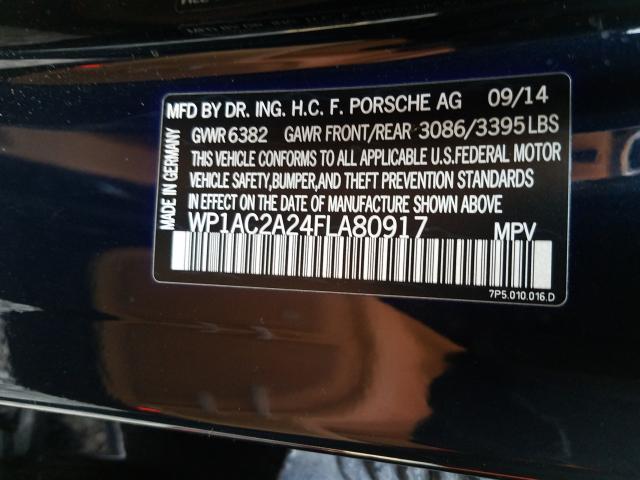 MFD BY DR. ING. H.C. F. PORSCHE AG 09/14
GVWR 6382 GAWR FRONT/REAR 3086/3395 LBS
THIS VEHICLE CONFORMS TO ALL APPLICABLE U.S.FEDERAL MOTOR
VEHICLE SAFETY,BUMPER,AND THEFT PREVENTION STANDARDS
IN EFFECT ON THE DATE OF MANUFACTURE SHOWN ABOVE
WP1AC2A24FLA80917 MPV
7P5.010.016.D
MADE IN GERMANY